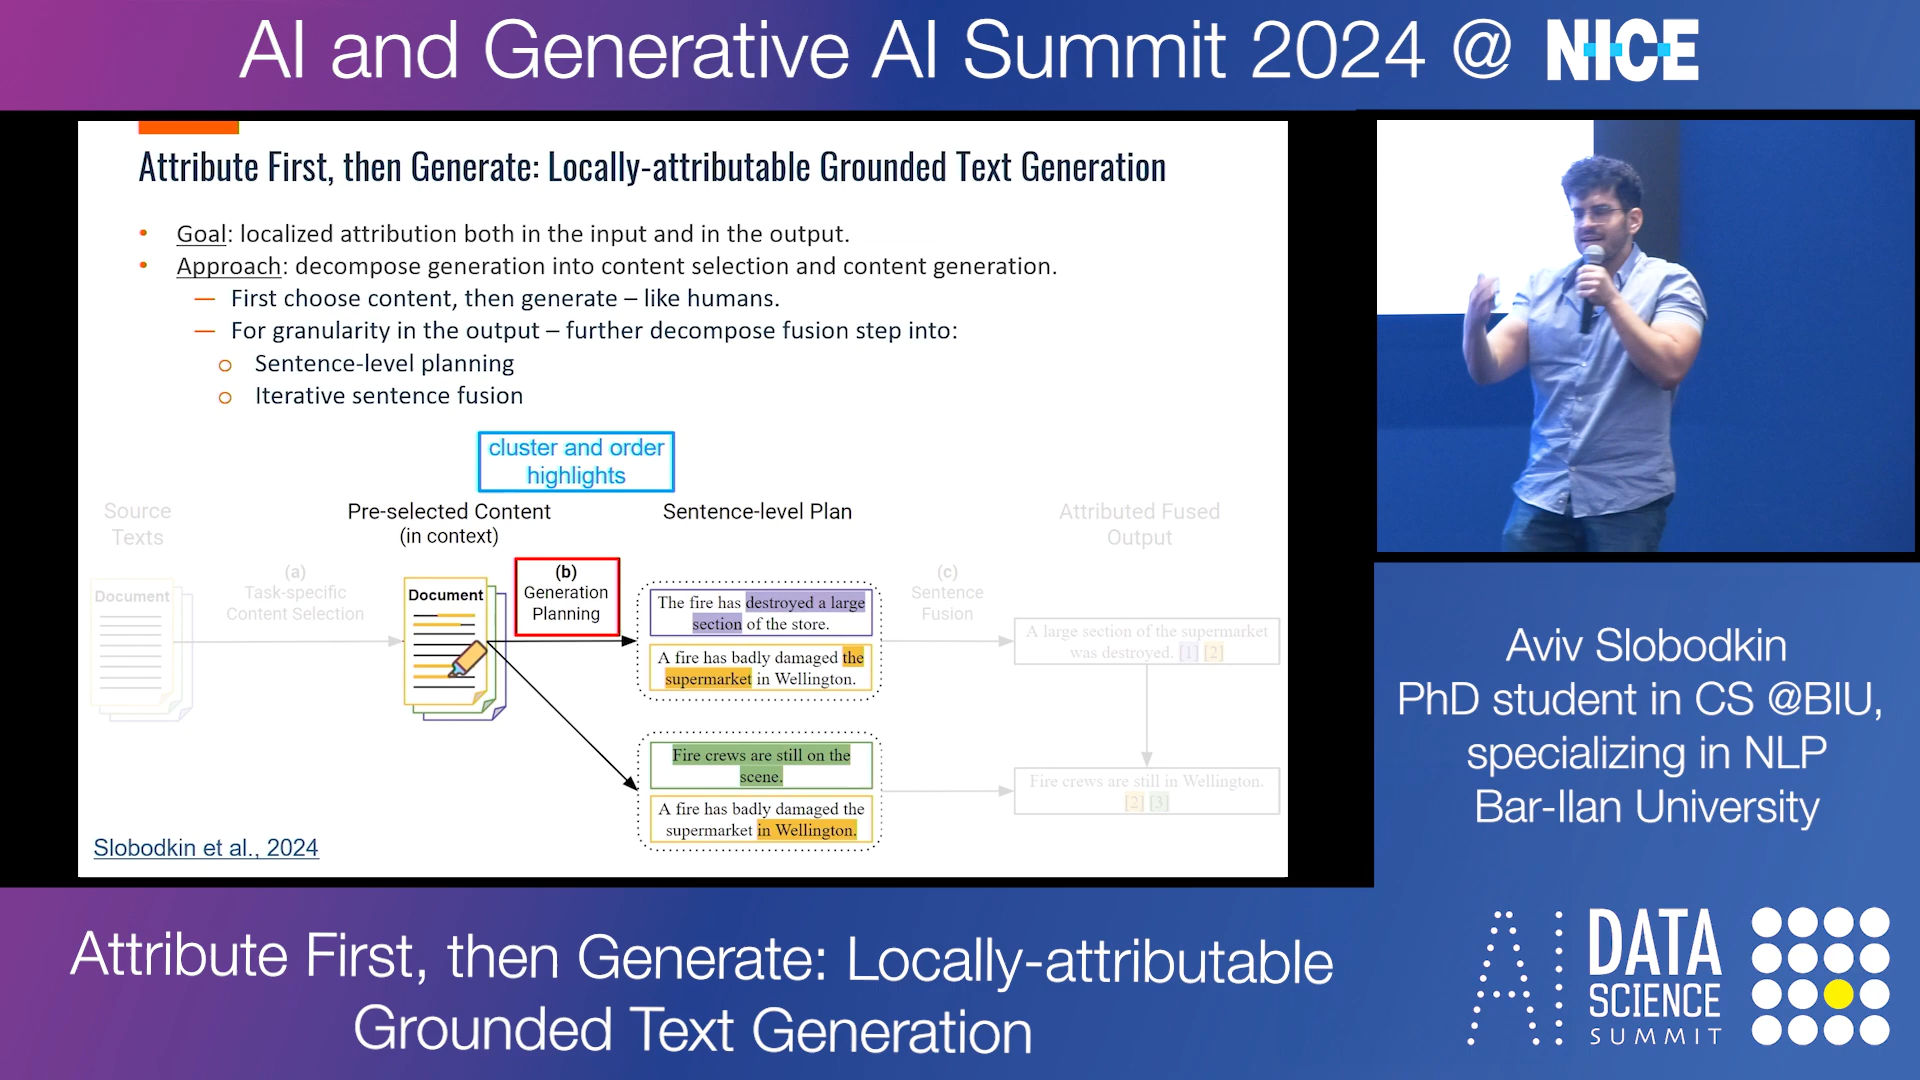 AI and Generative AI Summit 2024 @ NICE
Attribute First, then Generate: Locally-attributable Grounded Text Generation
• Goal: localized attribution both in the input and in the output.
• Approach: decompose generation into content selection and content generation.
— First choose content, then generate – like humans.
— For granularity in the output – further decompose fusion step into:
o Sentence-level planning
o Iterative sentence fusion
cluster and order
highlights
Source
Texts
Pre-selected Content
(in context)
Sentence-level Plan
Attributed Fused
Output
Document
(a)
Task-specific
Content Selection
Document
(b)
Generation
Planning
The fire has destroyed a large
section of the store.
A fire has badly damaged the
supermarket in Wellington.
Fire crews are still on the
scene.
A fire has badly damaged the
supermarket in Wellington.
(c)
Sentence
Fusion
A large section of the supermarket
was destroyed. [1] [2]
Fire crews are still in Wellington.
[2] [3]
Slobodkin et al., 2024
Aviv Slobodkin
PhD student in CS @BIU,
specializing in NLP
Bar-Ilan University
Attribute First, then Generate: Locally-attributable
Grounded Text Generation
AI DATA
SCIENCE
SUMMIT